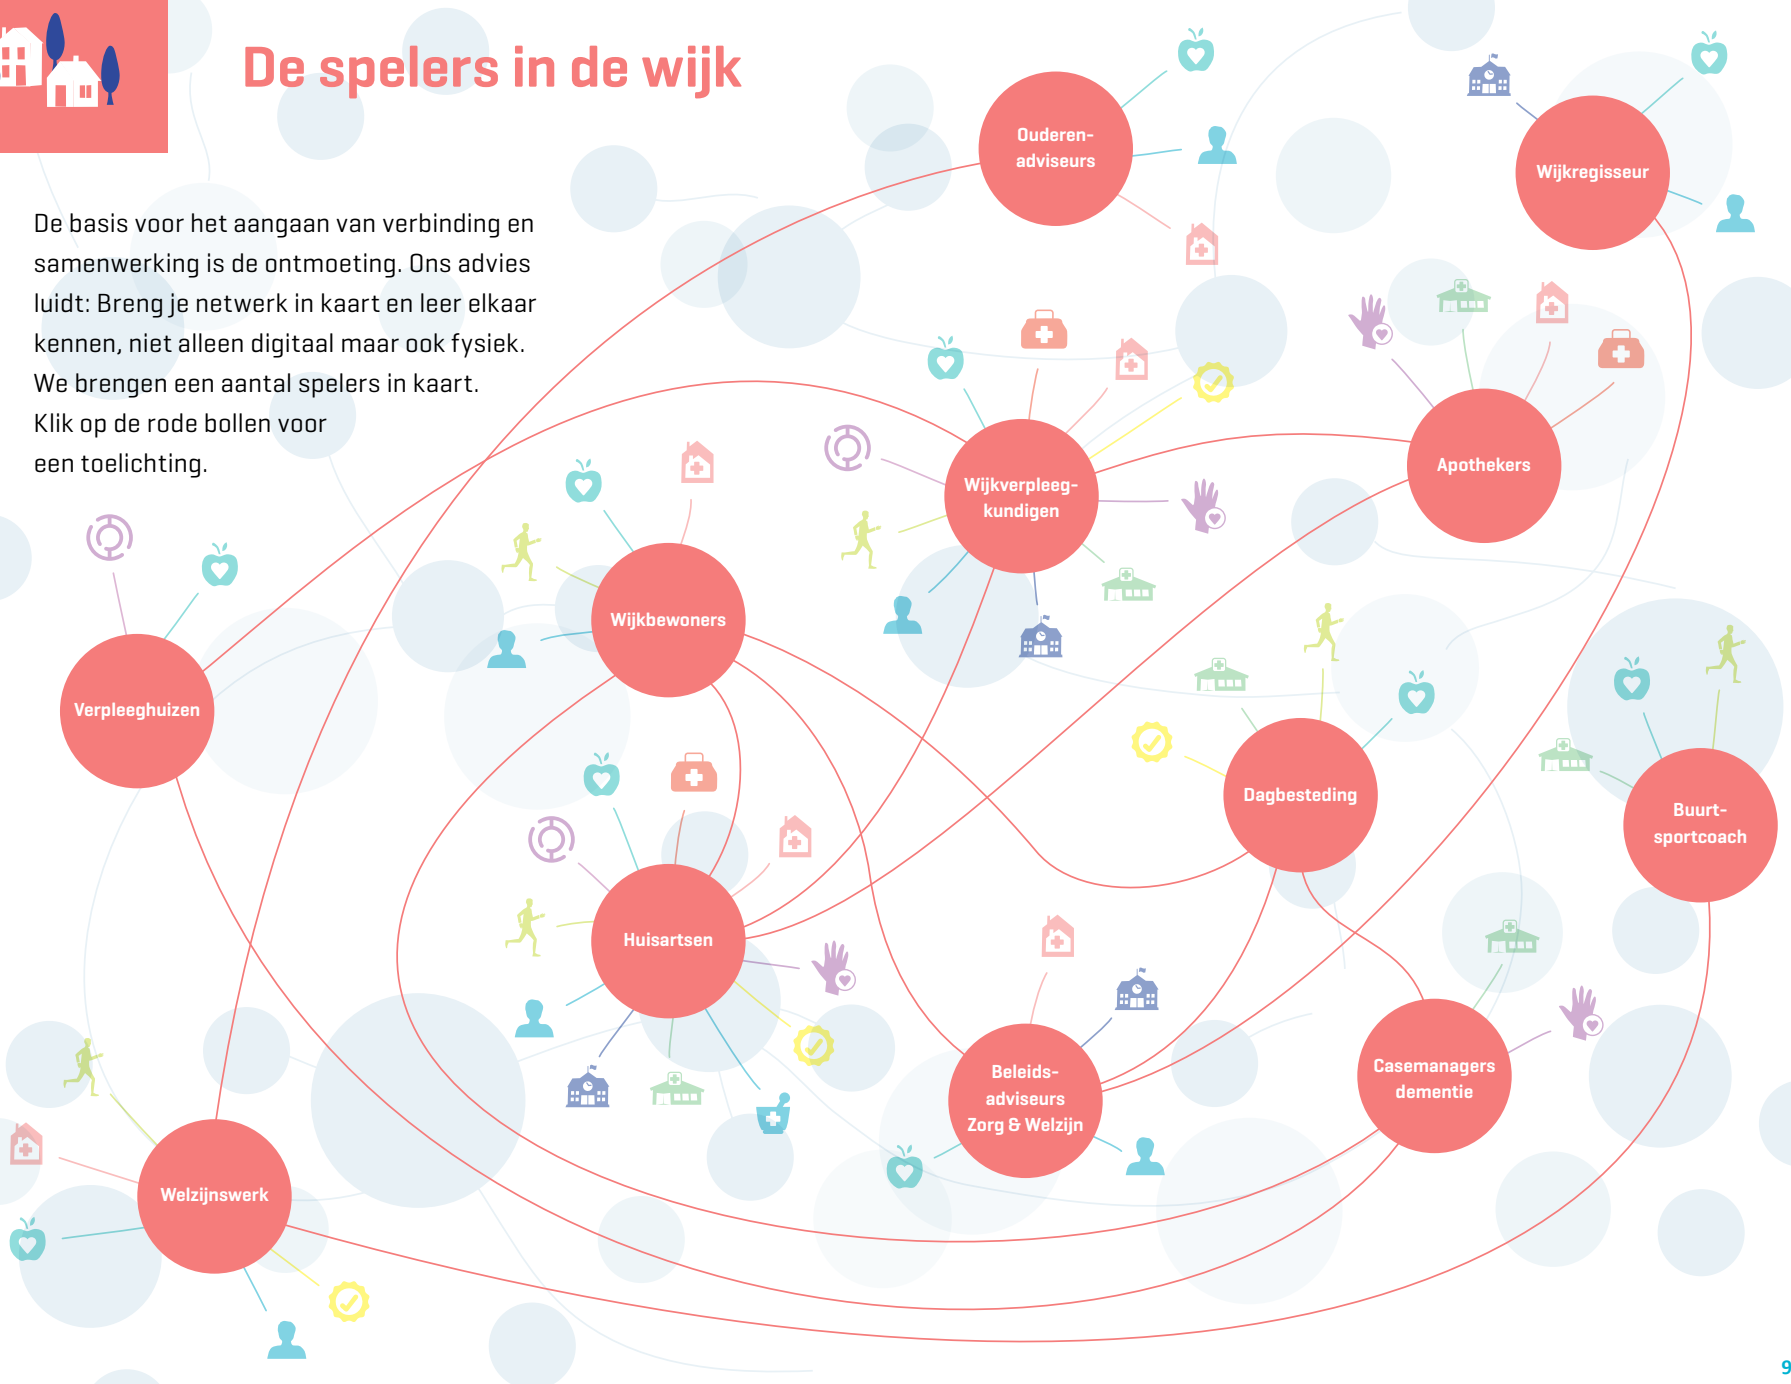 De spelers in de wijk
De basis voor het aangaan van verbinding en
samenwerking is de ontmoeting. Ons advies
luidt: Breng je netwerk in kaart en leer elkaar
kennen, niet alleen digitaal maar ook fysiek.
We brengen een aantal spelers in kaart.
Klik op de rode bollen voor
een toelichting.
Ouderen-
adviseurs
Wijkregisseur
Wijkverpleeg-
kundigen
Apothekers
Wijkbewoners
Verpleeghuizen
Dagbesteding
Buurt-
sportcoach
Huisartsen
Beleids-
adviseurs
Zorg & Welzijn
Casemanagers
dementie
Welzijnswerk
9